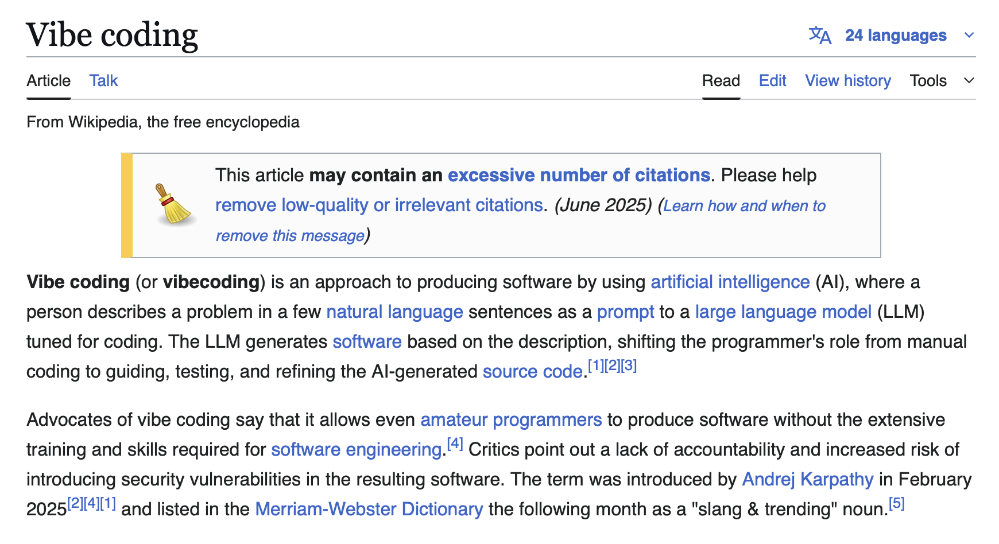 Vibe coding
24 languages
Article Talk
Read Edit View history Tools
From Wikipedia, the free encyclopedia
This article may contain an excessive number of citations. Please help
remove low-quality or irrelevant citations. (June 2025) (Learn how and when to
remove this message)
Vibe coding (or vibecoding) is an approach to producing software by using artificial intelligence (AI), where a
person describes a problem in a few natural language sentences as a prompt to a large language model (LLM)
tuned for coding. The LLM generates software based on the description, shifting the programmer's role from manual
coding to guiding, testing, and refining the AI-generated source code.[1][2][3]
Advocates of vibe coding say that it allows even amateur programmers to produce software without the extensive
training and skills required for software engineering.[4] Critics point out a lack of accountability and increased risk of
introducing security vulnerabilities in the resulting software. The term was introduced by Andrej Karpathy in February
2025[2][4][1] and listed in the Merriam-Webster Dictionary the following month as a "slang & trending" noun.[5]